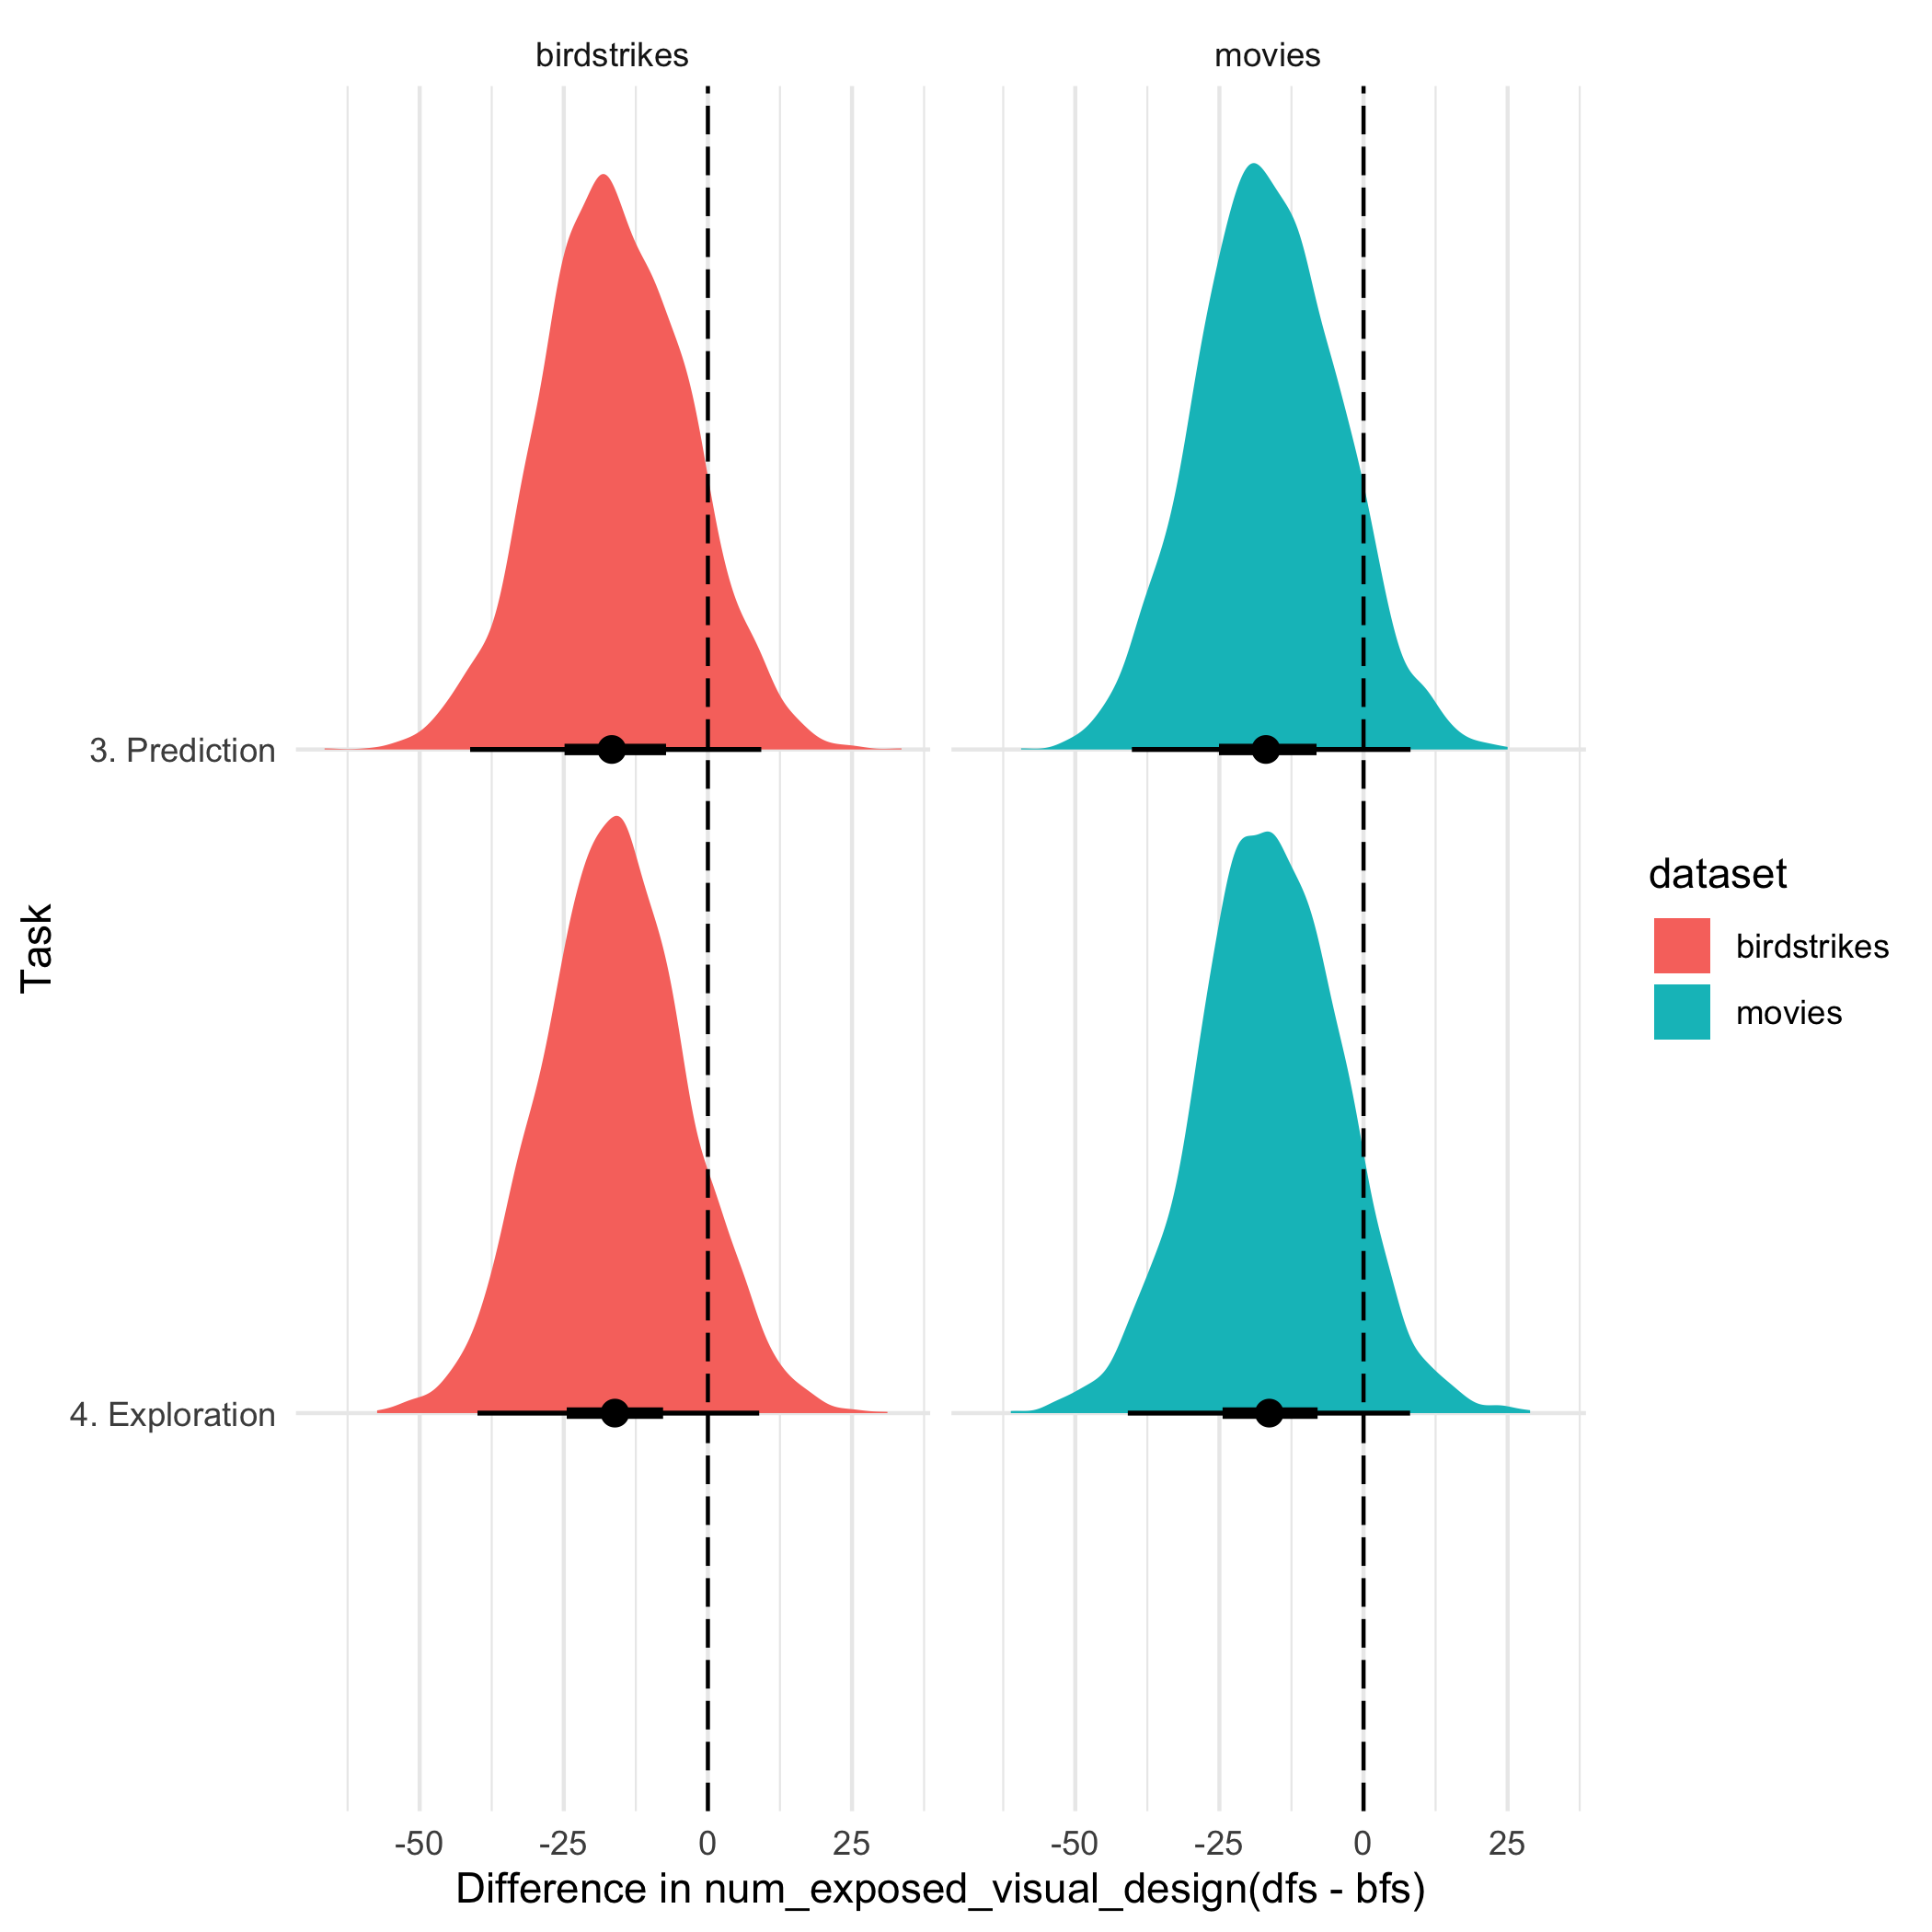 birdstrikes movies
3. Prediction
4. Exploration
Task
dataset
birdstrikes
movies
-50 -25 0 25 -50 -25 0 25
Difference in num_exposed_visual_design(dfs - bfs)